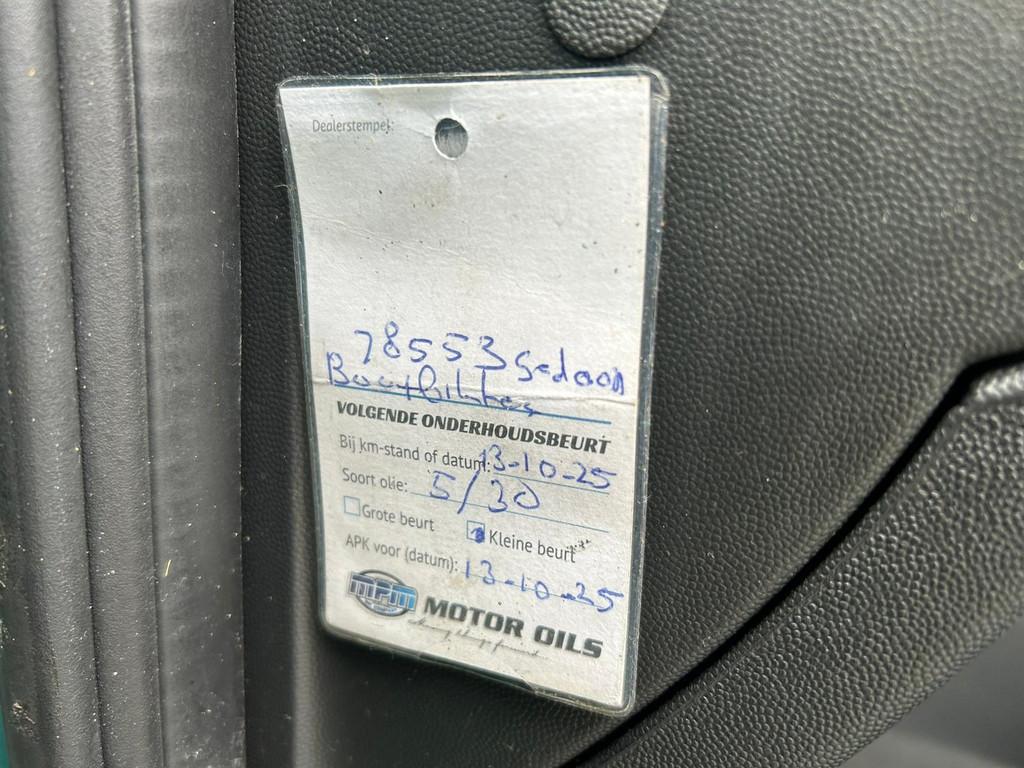 Dealerstempel:
78553 gedaan
VOLGENDE ONDERHOUDSBEURT
Bij km-stand of datum: 13-10-25
Soort olie: 5/30
Grote beurt Kleine beurt
APK voor (datum): 13-10-25
MPM MOTOR OILS